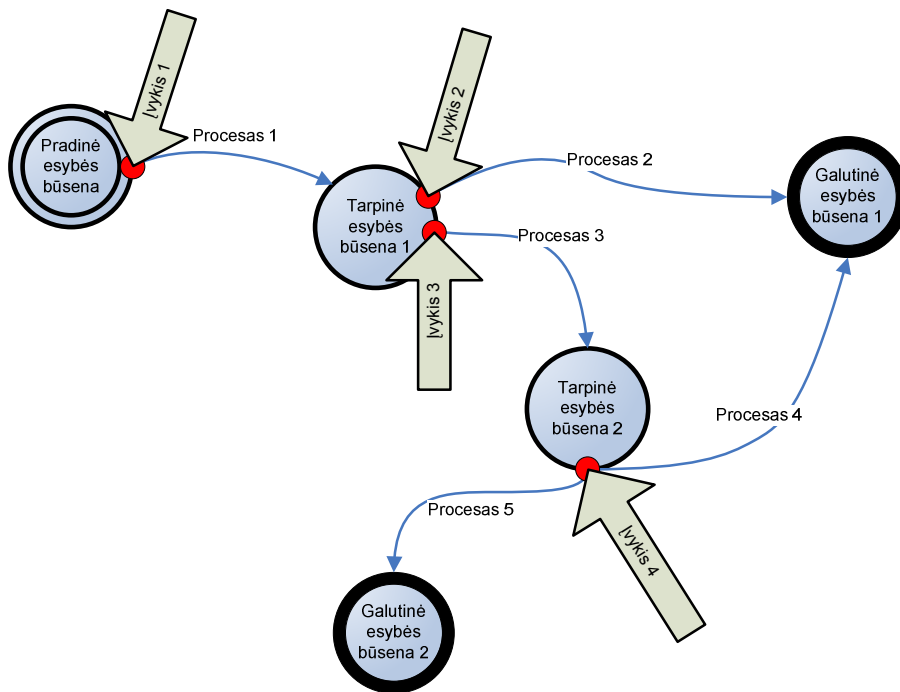 Įvykis 1
Įvykis 2
Procesas 1
Pradinė
esybės
būsena
Procesas 2
Galutinė
esybės
būsena 1
Tarpinė
esybės
būsena 1
Procesas 3
Įvykis 3
Tarpinė
esybės
būsena 2
Procesas 4
Procesas 5
Įvykis 4
Galutinė
esybės
būsena 2